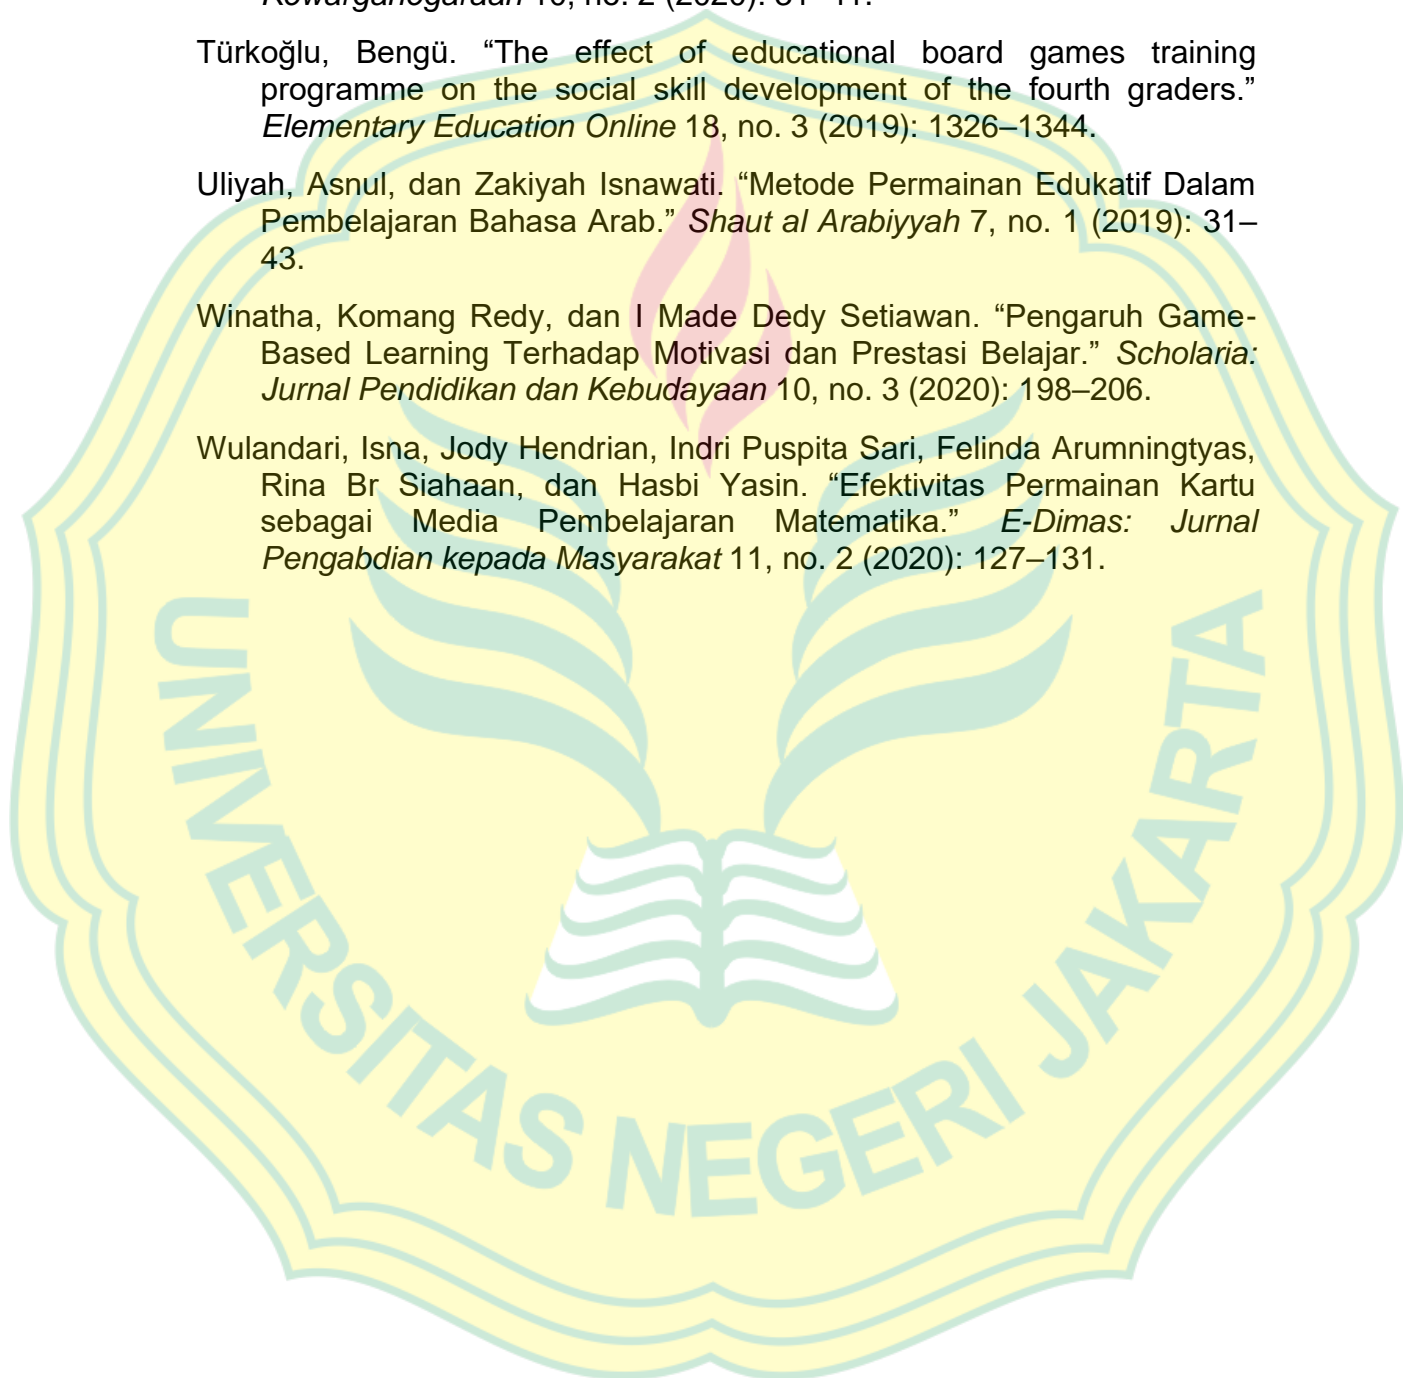 Türkoğlu, Bengü. “The effect of educational board games training
programme on the social skill development of the fourth graders.”
Elementary Education Online 18, no. 3 (2019): 1326–1344.
Uliyah, Asnul, dan Zakiyah Isnawati. “Metode Permainan Edukatif Dalam
Pembelajaran Bahasa Arab.” Shaut al Arabiyyah 7, no. 1 (2019): 31–
43.
Winatha, Komang Redy, dan I Made Dedy Setiawan. “Pengaruh Game-
Based Learning Terhadap Motivasi dan Prestasi Belajar.” Scholaria:
Jurnal Pendidikan dan Kebudayaan 10, no. 3 (2020): 198–206.
Wulandari, Isna, Jody Hendrian, Indri Puspita Sari, Felinda Arumningtyas,
Rina Br Siahaan, dan Hasbi Yasin. “Efektivitas Permainan Kartu
sebagai Media Pembelajaran Matematika.” E-Dimas: Jurnal
Pengabdian kepada Masyarakat 11, no. 2 (2020): 127–131.
UNIVERSITAS NEGERI JAKARTA